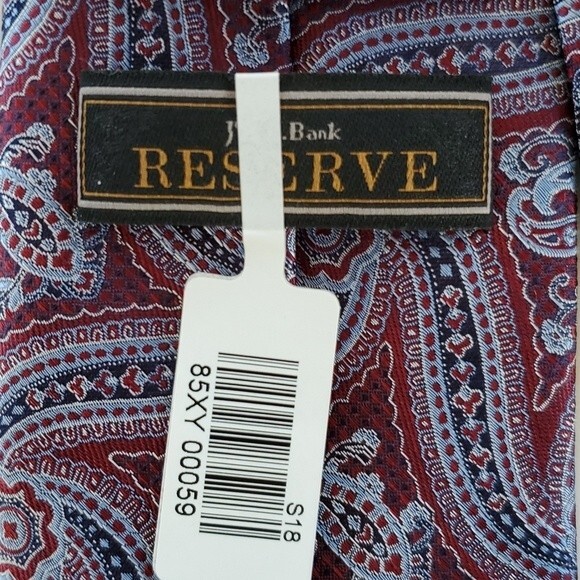 .Bank
RESERVE
85XY 00059
S18